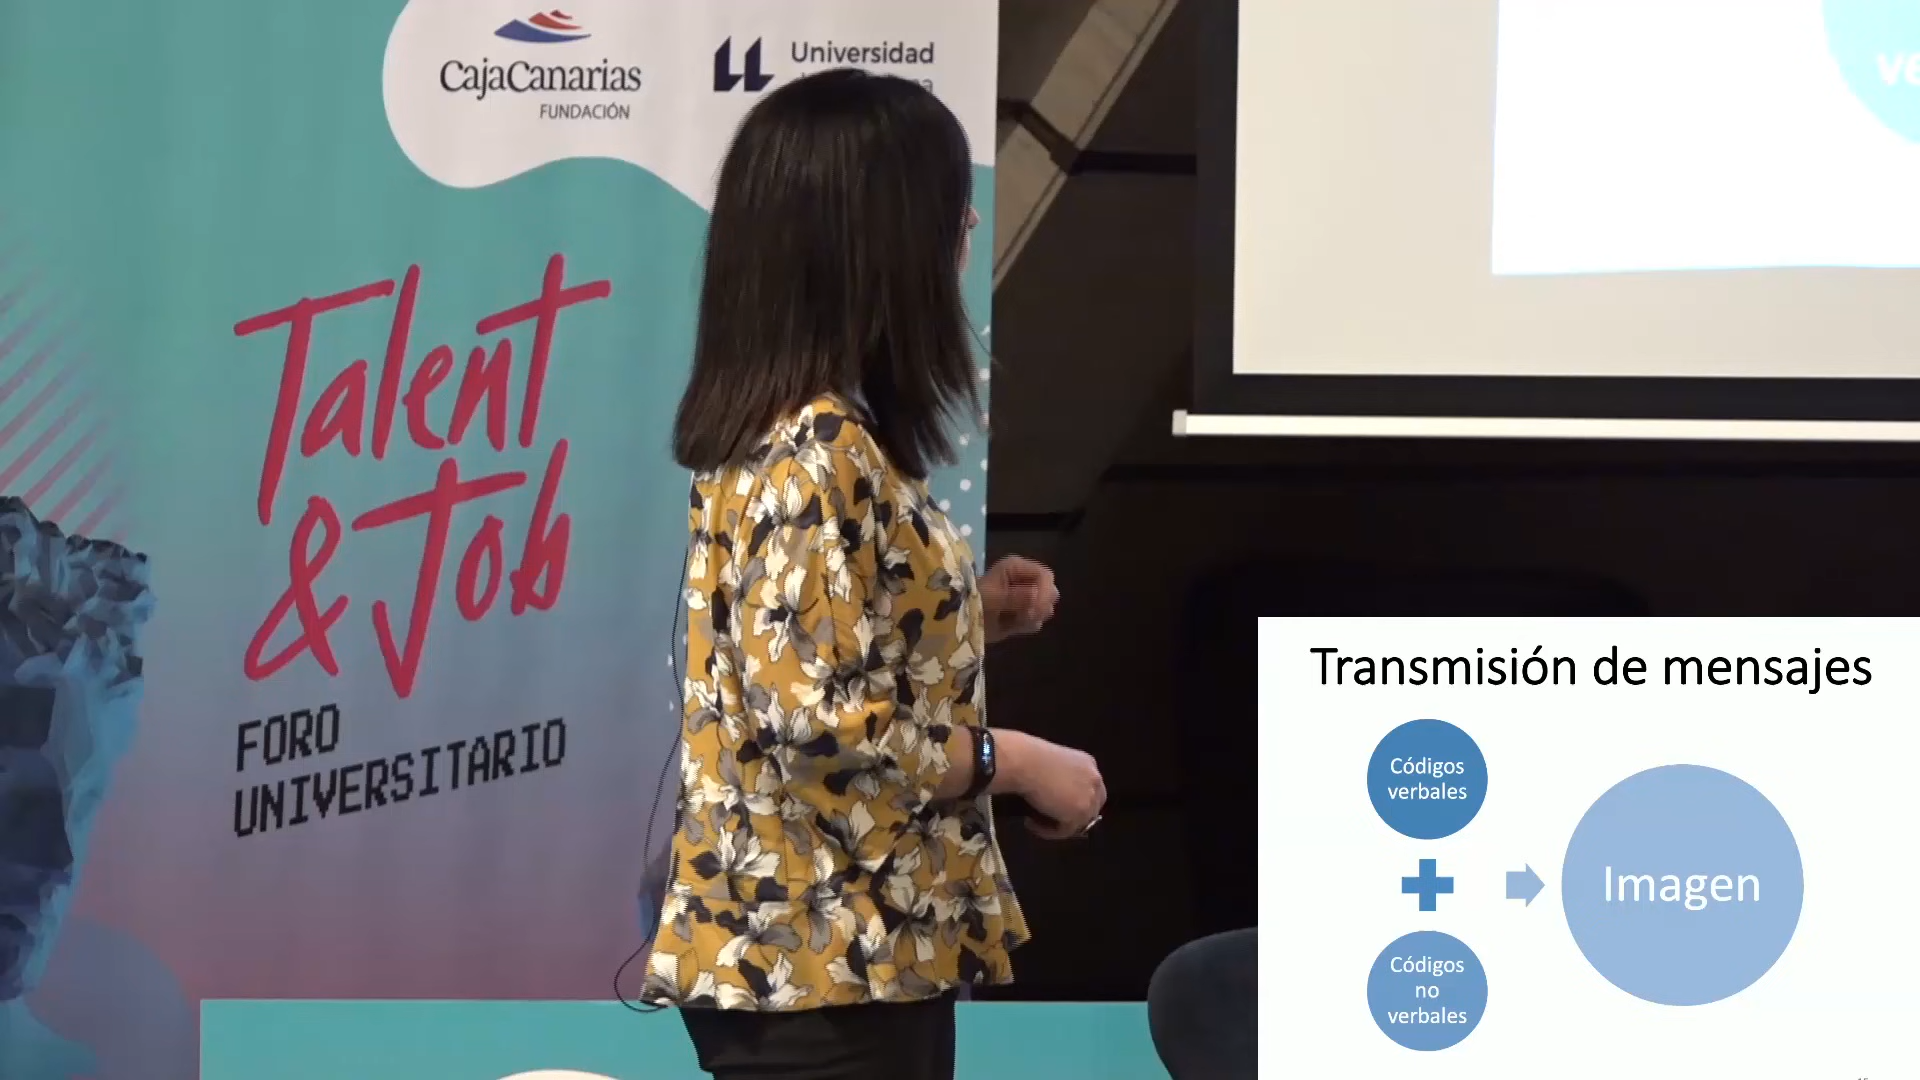 CajaCanarias
FUNDACIÓN
Universidad
Talent
& Job
FORO
UNIVERSITARIO
Transmisión de mensajes
Códigos
verbales
Imagen
Códigos
no
verbales